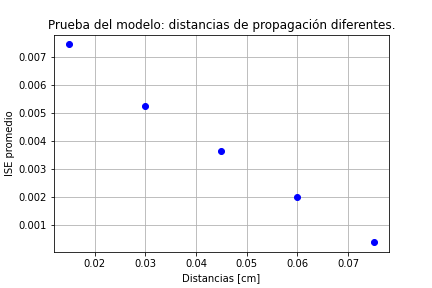 Prueba del modelo: distancias de propagación diferentes.
0.007
0.006
0.005
0.004
0.003
0.002
0.001
ISE promedio
0.02 0.03 0.04 0.05 0.06 0.07
Distancias [cm]